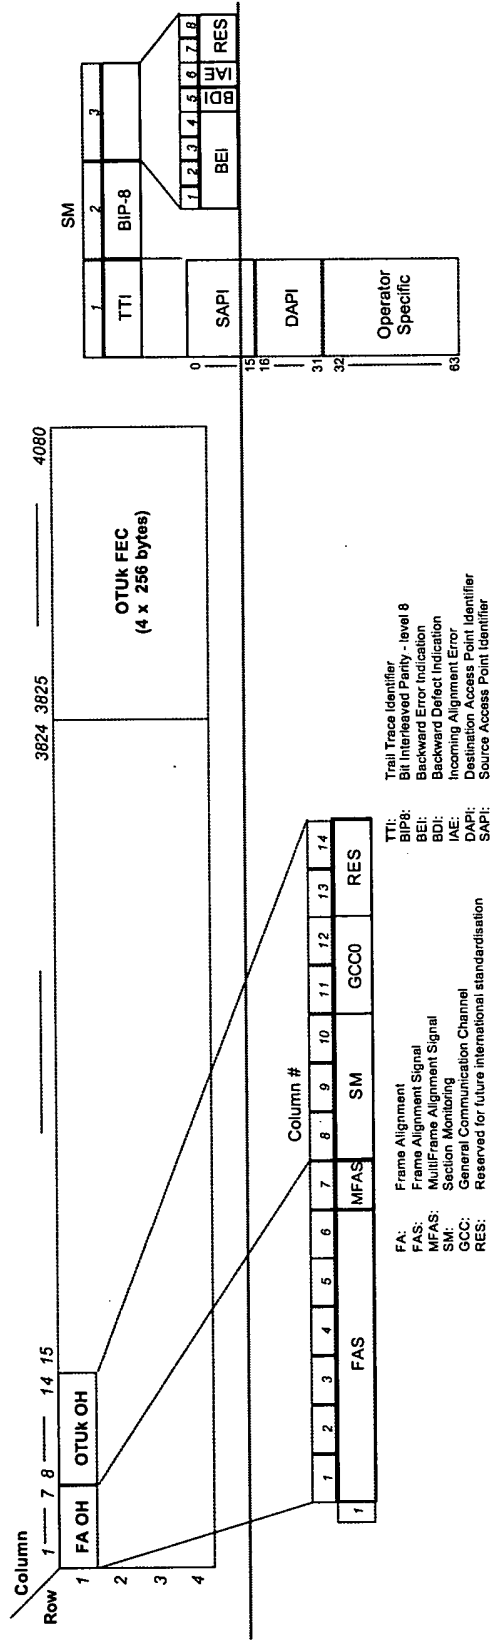 Column
Row
1 7 8 14 15 3824 3825 4080
1 FA OH OTUk OH
2
3
4
OTUk FEC
(4 x 256 bytes)
SM
1 2 3
TTI BIP-8
1 2 3 4 5 6 7 8
BEI BDI IAE RES
0 SAPI
15
16 DAPI
31
32 Operator
Specific
63
Column #
1 2 3 4 5 6 7 8 9 10 11 12 13 14
1 FAS MFAS SM GCC0 RES
FA: Frame Alignment
FAS: Frame Alignment Signal
MFAS: MultiFrame Alignment Signal
SM: Section Monitoring
GCC: General Communication Channel
RES: Reserved for future international standardisation
TTI: Trail Trace Identifier
BIP8: Bit Interleaved Parity - level 8
BEI: Backward Error Indication
BDI: Backward Defect Indication
IAE: Incoming Alignment Error
DAPI: Destination Access Point Identifier
SAPI: Source Access Point Identifier